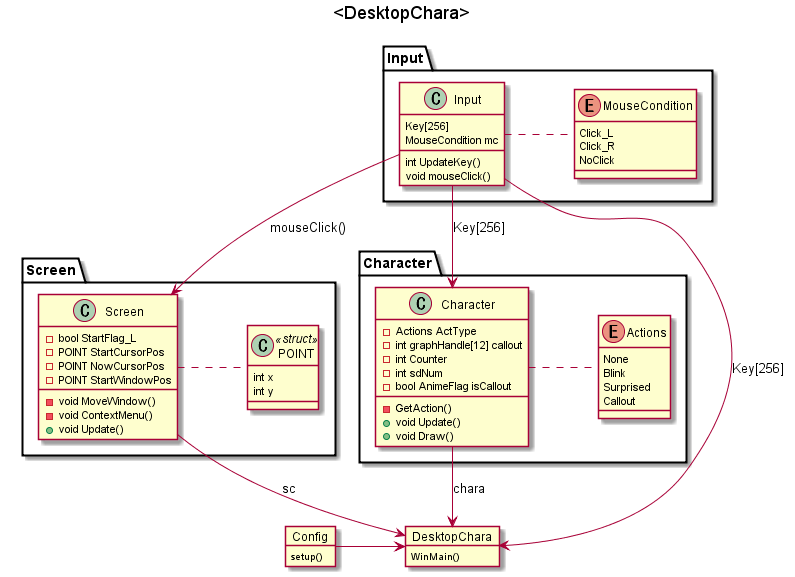 <DesktopChara>
Input
C Input
Key[256]
MouseCondition mc
int UpdateKey()
void mouseClick()
E MouseCondition
Click_L
Click_R
NoClick
mouseClick()
Key[256]
Key[256]
Screen
C Screen
bool StartFlag_L
POINT StartCursorPos
POINT NowCursorPos
POINT StartWindowPos
void MoveWindow()
void ContextMenu()
void Update()
C «struct»
POINT
int x
int y
Character
C Character
Actions ActType
int graphHandle[12] callout
int Counter
int sdNum
bool AnimeFlag isCallout
GetAction()
void Update()
void Draw()
E Actions
None
Blink
Surprised
Callout
sc
chara
Config
setup()
DesktopChara
WinMain()